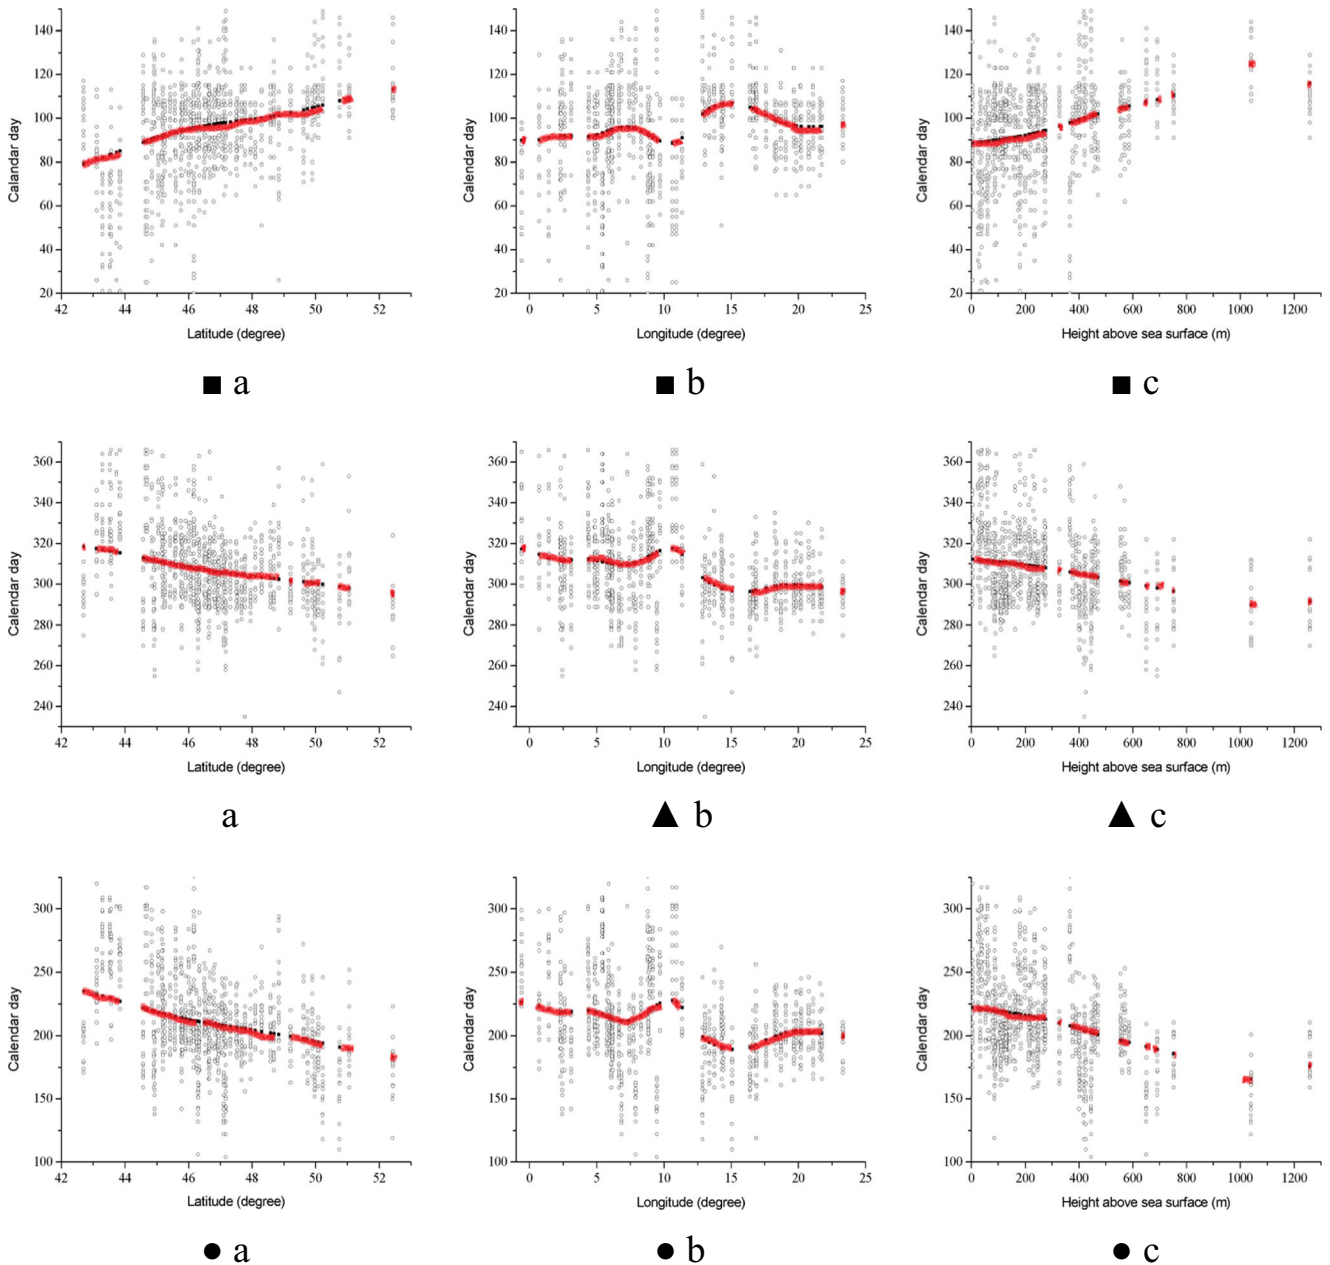 140
120
100
80
60
40
20
Calendar day
42 44 46 48 50 52
Latitude (degree)
■ a
140
120
100
80
60
40
20
Calendar day
0 5 10 15 20 25
Longitude (degree)
■ b
140
120
100
80
60
40
20
Calendar day
0 200 400 600 800 1000 1200
Height above sea surface (m)
■ c
360
340
320
300
280
260
240
Calendar day
42 44 46 48 50 52
Latitude (degree)
a
360
340
320
300
280
260
240
Calendar day
0 5 10 15 20 25
Longitude (degree)
▲ b
360
340
320
300
280
260
240
Calendar day
0 200 400 600 800 1000 1200
Height above sea surface (m)
▲ c
300
250
200
150
100
Calendar day
42 44 46 48 50 52
Latitude (degree)
● a
300
250
200
150
100
Calendar day
0 5 10 15 20 25
Longitude (degree)
● b
300
250
200
150
100
Calendar day
0 200 400 600 800 1000 1200
Height above sea surface (m)
● c